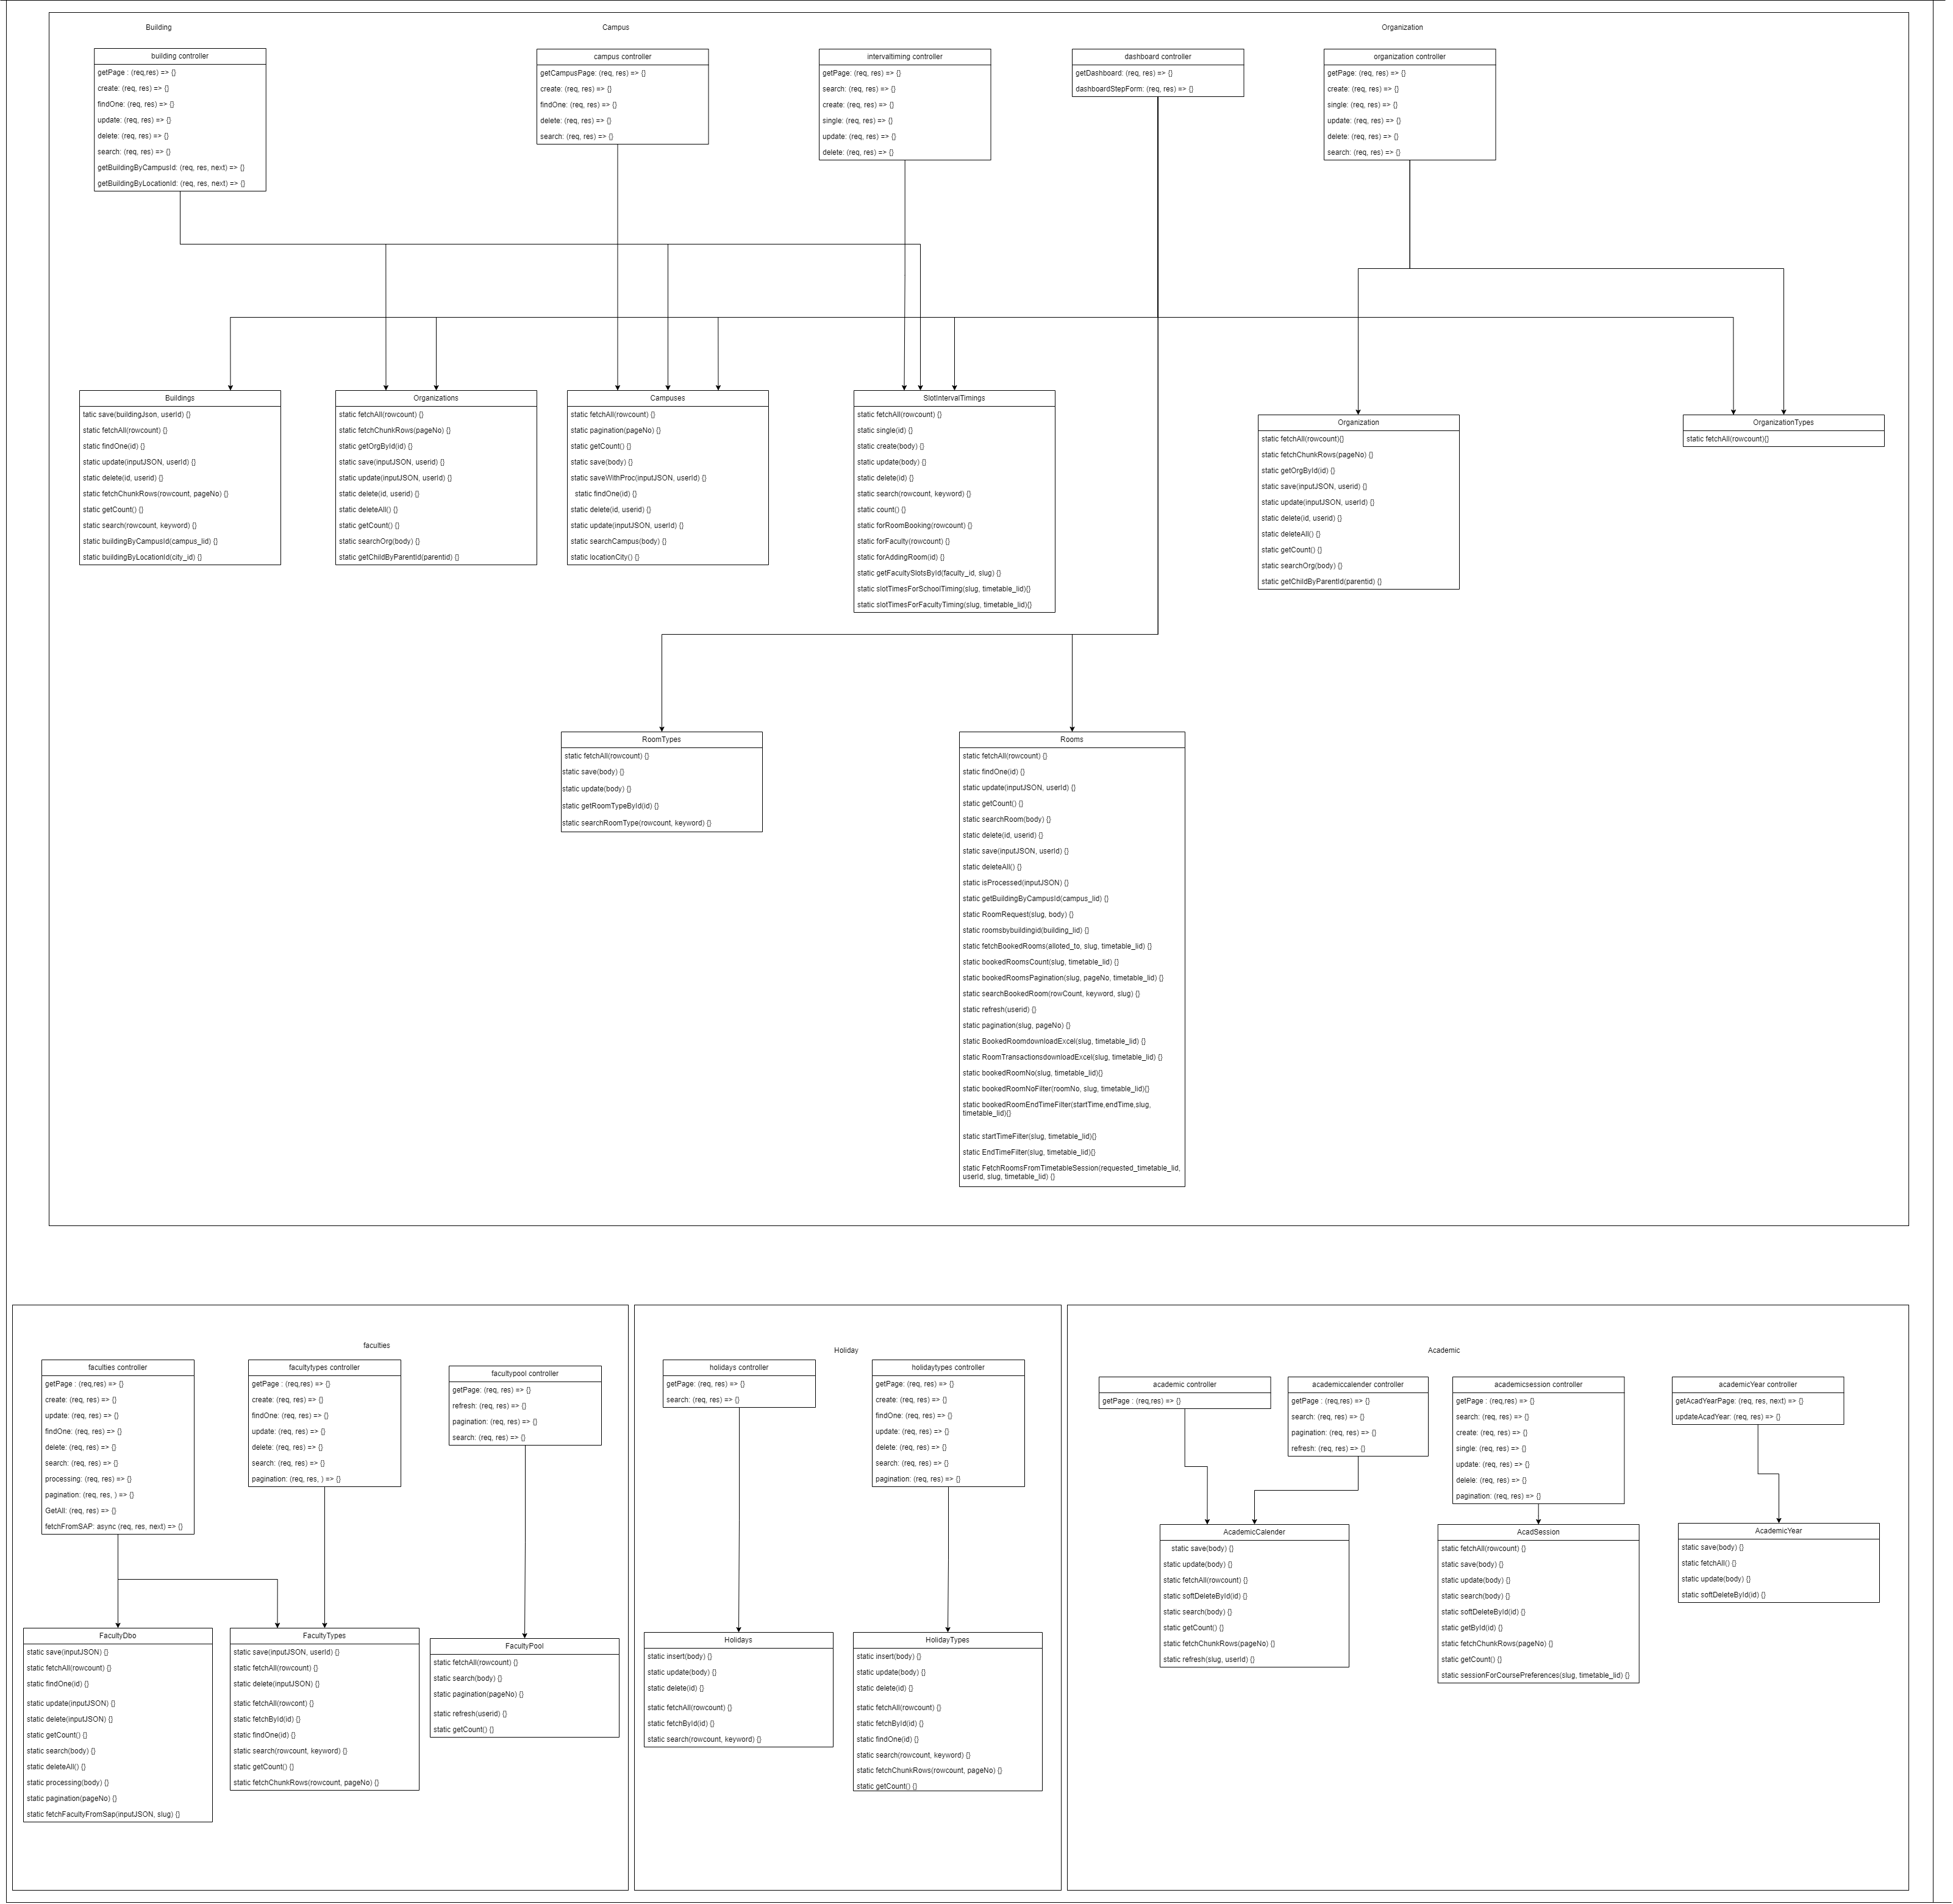 Building
Campus
Organization
building controller
getPage : (req,res) => {}
create: (req, res) => {}
findOne: (req, res) => {}
update: (req, res) => {}
delete: (req, res) => {}
search: (req, res) => {}
getBuildingByCampusId: (req, res, next) => {}
getBuildingByLocationId: (req, res, next) => {}
campus controller
getCampusPage: (req, res) => {}
create: (req, res) => {}
findOne: (req, res) => {}
delete: (req, res) => {}
search: (req, res) => {}
intervaltiming controller
getPage: (req, res) => {}
search: (req, res) => {}
create: (req, res) => {}
single: (req, res) => {}
update: (req, res) => {}
delete: (req, res) => {}
dashboard controller
getDashboard: (req, res) => {}
dashboardStepForm: (req, res) => {}
organization controller
getPage: (req, res) => {}
create: (req, res) => {}
single: (req, res) => {}
update: (req, res) => {}
delete: (req, res) => {}
search: (req, res) => {}
Buildings
tatic save(buildingJson, userId) {}
static fetchAll(rowcount) {}
static findOne(id) {}
static update(inputJSON, userId) {}
static delete(id, userid) {}
static fetchChunkRows(rowcount, pageNo) {}
static getCount() {}
static search(rowcount, keyword) {}
static buildingByCampusId(campus_lid) {}
static buildingByLocationId(city_id) {}
Organizations
static fetchAll(rowcount) {}
static fetchChunkRows(pageNo) {}
static getOrgById(id) {}
static save(inputJSON, userid) {}
static update(inputJSON, userId) {}
static delete(id, userid) {}
static deleteAll() {}
static getCount() {}
static searchOrg(body) {}
static getChildByParentId(parentid) {}
Campuses
static fetchAll(rowcount) {}
static pagination(pageNo) {}
static getCount() {}
static save(body) {}
static saveWithProc(inputJSON, userId) {}
static findOne(id) {}
static delete(id, userid) {}
static update(inputJSON, userId) {}
static searchCampus(body) {}
static locationCity() {}
SlotIntervalTimings
static fetchAll(rowcount) {}
static single(id) {}
static create(body) {}
static update(body) {}
static delete(id) {}
static search(rowcount, keyword) {}
static count() {}
static forRoomBooking(rowcount) {}
static forFaculty(rowcount) {}
static forAddingRoom(id) {}
static getFacultySlotsById(faculty_id, slug) {}
static slotTimesForSchoolTiming(slug, timetable_lid){}
static slotTimesForFacultyTiming(slug, timetable_lid){}
Organization
static fetchAll(rowcount){}
static fetchChunkRows(pageNo) {}
static getOrgById(id) {}
static save(inputJSON, userid) {}
static update(inputJSON, userId) {}
static delete(id, userid) {}
static deleteAll() {}
static getCount() {}
static searchOrg(body) {}
static getChildByParentId(parentid) {}
OrganizationTypes
static fetchAll(rowcount){}
RoomTypes
static fetchAll(rowcount) {}
static save(body) {}
static update(body) {}
static getRoomTypeById(id) {}
static searchRoomType(rowcount, keyword) {}
Rooms
static fetchAll(rowcount) {}
static findOne(id) {}
static update(inputJSON, userId) {}
static getCount() {}
static searchRoom(body) {}
static delete(id, userid) {}
static save(inputJSON, userId) {}
static deleteAll() {}
static isProcessed(inputJSON) {}
static getBuildingByCampusId(campus_lid) {}
static RoomRequest(slug, body) {}
static roomsbybuildingid(building_lid) {}
static fetchBookedRooms(alloted_to, slug, timetable_lid) {}
static bookedRoomsCount(slug, timetable_lid) {}
static bookedRoomsPagination(slug, pageNo, timetable_lid) {}
static searchBookedRoom(rowCount, keyword, slug) {}
static refresh(userid) {}
static pagination(slug, pageNo) {}
static BookedRoomdownloadExcel(slug, timetable_lid) {}
static RoomTransactionsdownloadExcel(slug, timetable_lid) {}
static bookedRoomNo(slug, timetable_lid){}
static bookedRoomNoFilter(roomNo, slug, timetable_lid){}
static bookedRoomEndTimeFilter(startTime,endTime,slug,
timetable_lid){}
static startTimeFilter(slug, timetable_lid){}
static EndTimeFilter(slug, timetable_lid){}
static FetchRoomsFromTimetableSession(requested_timetable_lid,
userId, slug, timetable_lid) {}
faculties
faculties controller
getPage : (req,res) => {}
create: (req, res) => {}
update: (req, res) => {}
findOne: (req, res) => {}
delete: (req, res) => {}
search: (req, res) => {}
processing: (req, res) => {}
pagination: (req, res, ) => {}
GetAll: (req, res) => {}
fetchFromSAP: async (req, res, next) => {}
facultytypes controller
getPage : (req,res) => {}
create: (req, res) => {}
findOne: (req, res) => {}
update: (req, res) => {}
delete: (req, res) => {}
search: (req, res) => {}
pagination: (req, res, ) => {}
facultypool controller
getPage: (req, res) => {}
refresh: (req, res) => {}
pagination: (req, res) => {}
search: (req, res) => {}
FacultyDbo
static save(inputJSON) {}
static fetchAll(rowcount) {}
static findOne(id) {}
static update(inputJSON) {}
static delete(inputJSON) {}
static getCount() {}
static search(body) {}
static deleteAll() {}
static processing(body) {}
static pagination(pageNo) {}
static fetchFacultyFromSap(inputJSON, slug) {}
FacultyTypes
static save(inputJSON, userId) {}
static fetchAll(rowcount) {}
static delete(inputJSON) {}
static fetchAll(rowcont) {}
static fetchById(id) {}
static findOne(id) {}
static search(rowcount, keyword) {}
static getCount() {}
static fetchChunkRows(rowcount, pageNo) {}
FacultyPool
static fetchAll(rowcount) {}
static search(body) {}
static pagination(pageNo) {}
static refresh(userid) {}
static getCount() {}
Holiday
holidays controller
getPage: (req, res) => {}
search: (req, res) => {}
holidaytypes controller
getPage: (req, res) => {}
create: (req, res) => {}
findOne: (req, res) => {}
update: (req, res) => {}
delete: (req, res) => {}
search: (req, res) => {}
pagination: (req, res) => {}
Holidays
static insert(body) {}
static update(body) {}
static delete(id) {}
static fetchAll(rowcount) {}
static fetchById(id) {}
static search(rowcount, keyword) {}
HolidayTypes
static insert(body) {}
static update(body) {}
static delete(id) {}
static fetchAll(rowcount) {}
static fetchById(id) {}
static findOne(id) {}
static search(rowcount, keyword) {}
static fetchChunkRows(rowcount, pageNo) {}
static getCount() {}
Academic
academic controller
getPage : (req,res) => {}
academiccalender controller
getPage : (req,res) => {}
search: (req, res) => {}
pagination: (req, res) => {}
refresh: (req, res) => {}
academicsession controller
getPage : (req,res) => {}
search: (req, res) => {}
create: (req, res) => {}
single: (req, res) => {}
update: (req, res) => {}
delele: (req, res) => {}
pagination: (req, res) => {}
academicYear controller
getAcadYearPage: (req, res, next) => {}
updateAcadYear: (req, res) => {}
AcademicCalender
static save(body) {}
static update(body) {}
static fetchAll(rowcount) {}
static softDeleteById(id) {}
static search(body) {}
static getCount() {}
static fetchChunkRows(pageNo) {}
static refresh(slug, userId) {}
AcadSession
static fetchAll(rowcount) {}
static save(body) {}
static update(body) {}
static search(body) {}
static softDeleteById(id) {}
static getById(id) {}
static fetchChunkRows(pageNo) {}
static getCount() {}
static sessionForCoursePreferences(slug, timetable_lid) {}
AcademicYear
static save(body) {}
static fetchAll() {}
static update(body) {}
static softDeleteById(id) {}